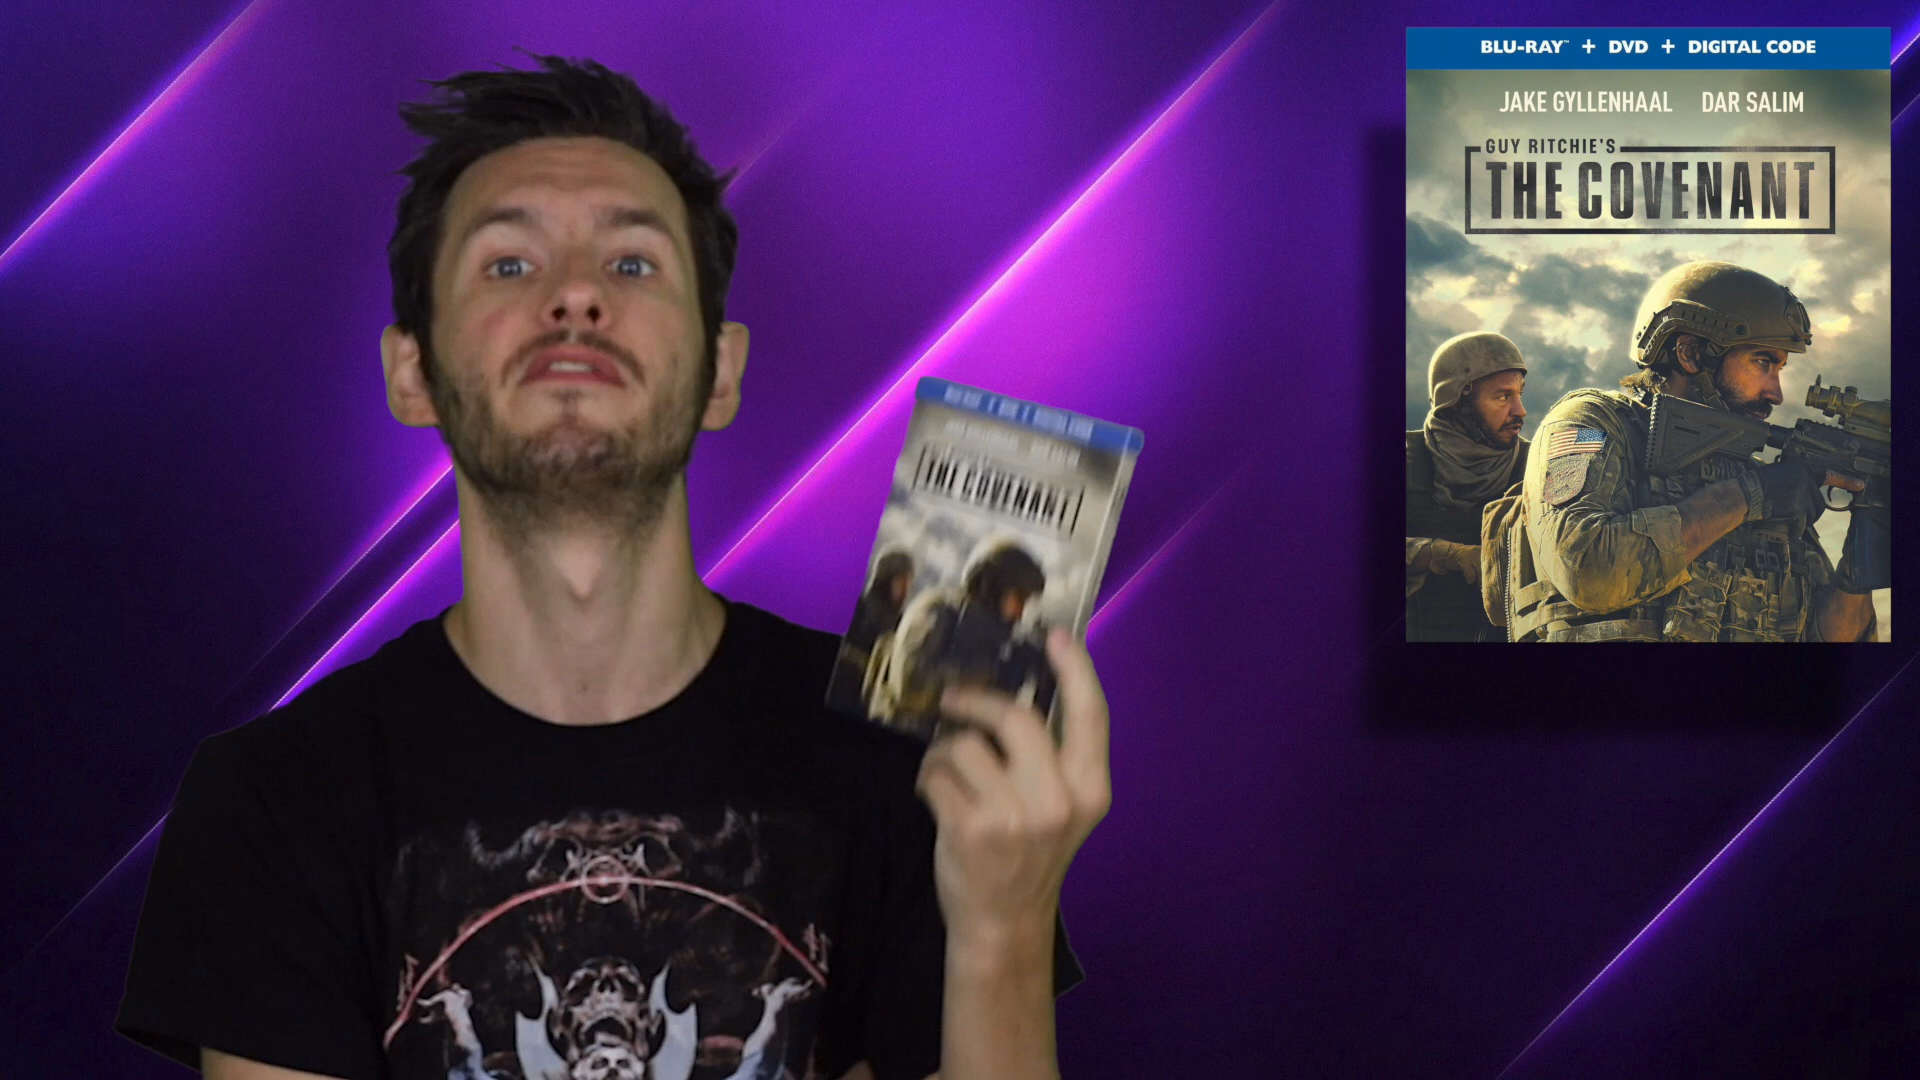 BLU-RAY™ + DVD + DIGITAL CODE
JAKE GYLLENHAAL DAR SALIM
GUY RITCHIE'S
THE COVENANT
THE COVENANT